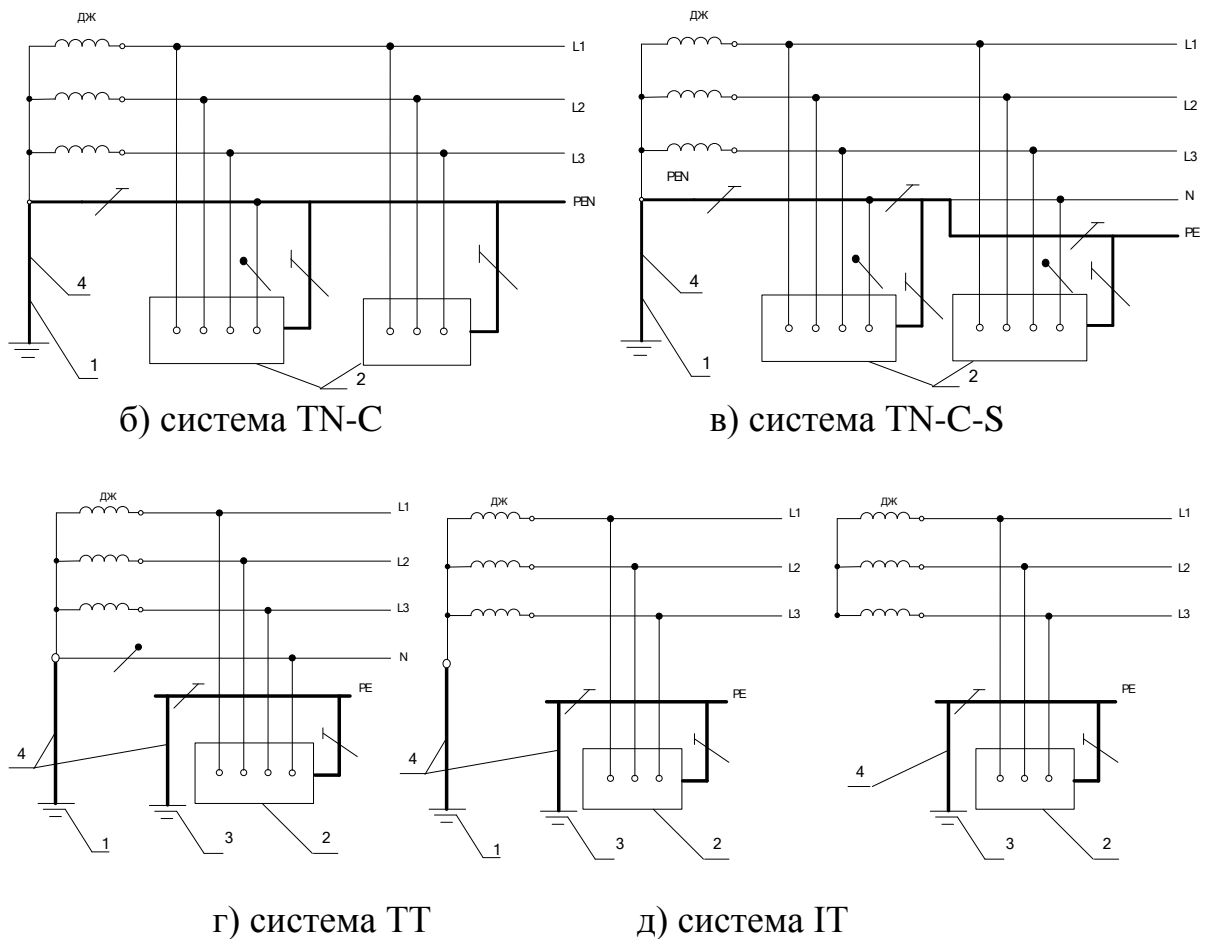 ДЖ
L1
L2
L3
PEN
4
1
2
б) система TN-C
ДЖ
L1
L2
L3
PEN
N
PE
4
1
2
в) система TN-C-S
ДЖ
L1
L2
L3
N
PE
4
1
3
2
г) система TT
ДЖ
L1
L2
L3
PE
4
1
3
2
ДЖ
L1
L2
L3
PE
4
3
2
д) система IT